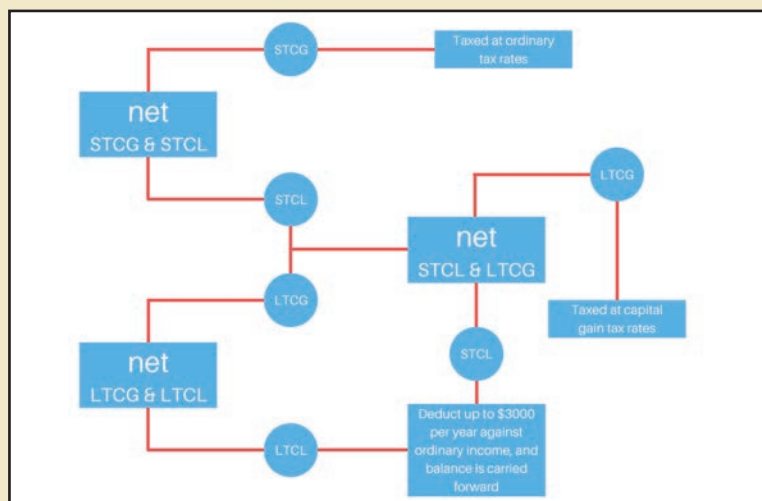 STCG
Taxed at ordinary
tax rates
net
STCG & STCL
LTCG
STCL
net
STCL & LTCG
LTCG
Taxed at capital
gain tax rates
net
LTCG & LTCL
STCL
Deduct up to $3000
per year against
ordinary income, and
balance is carried
forward
LTCL